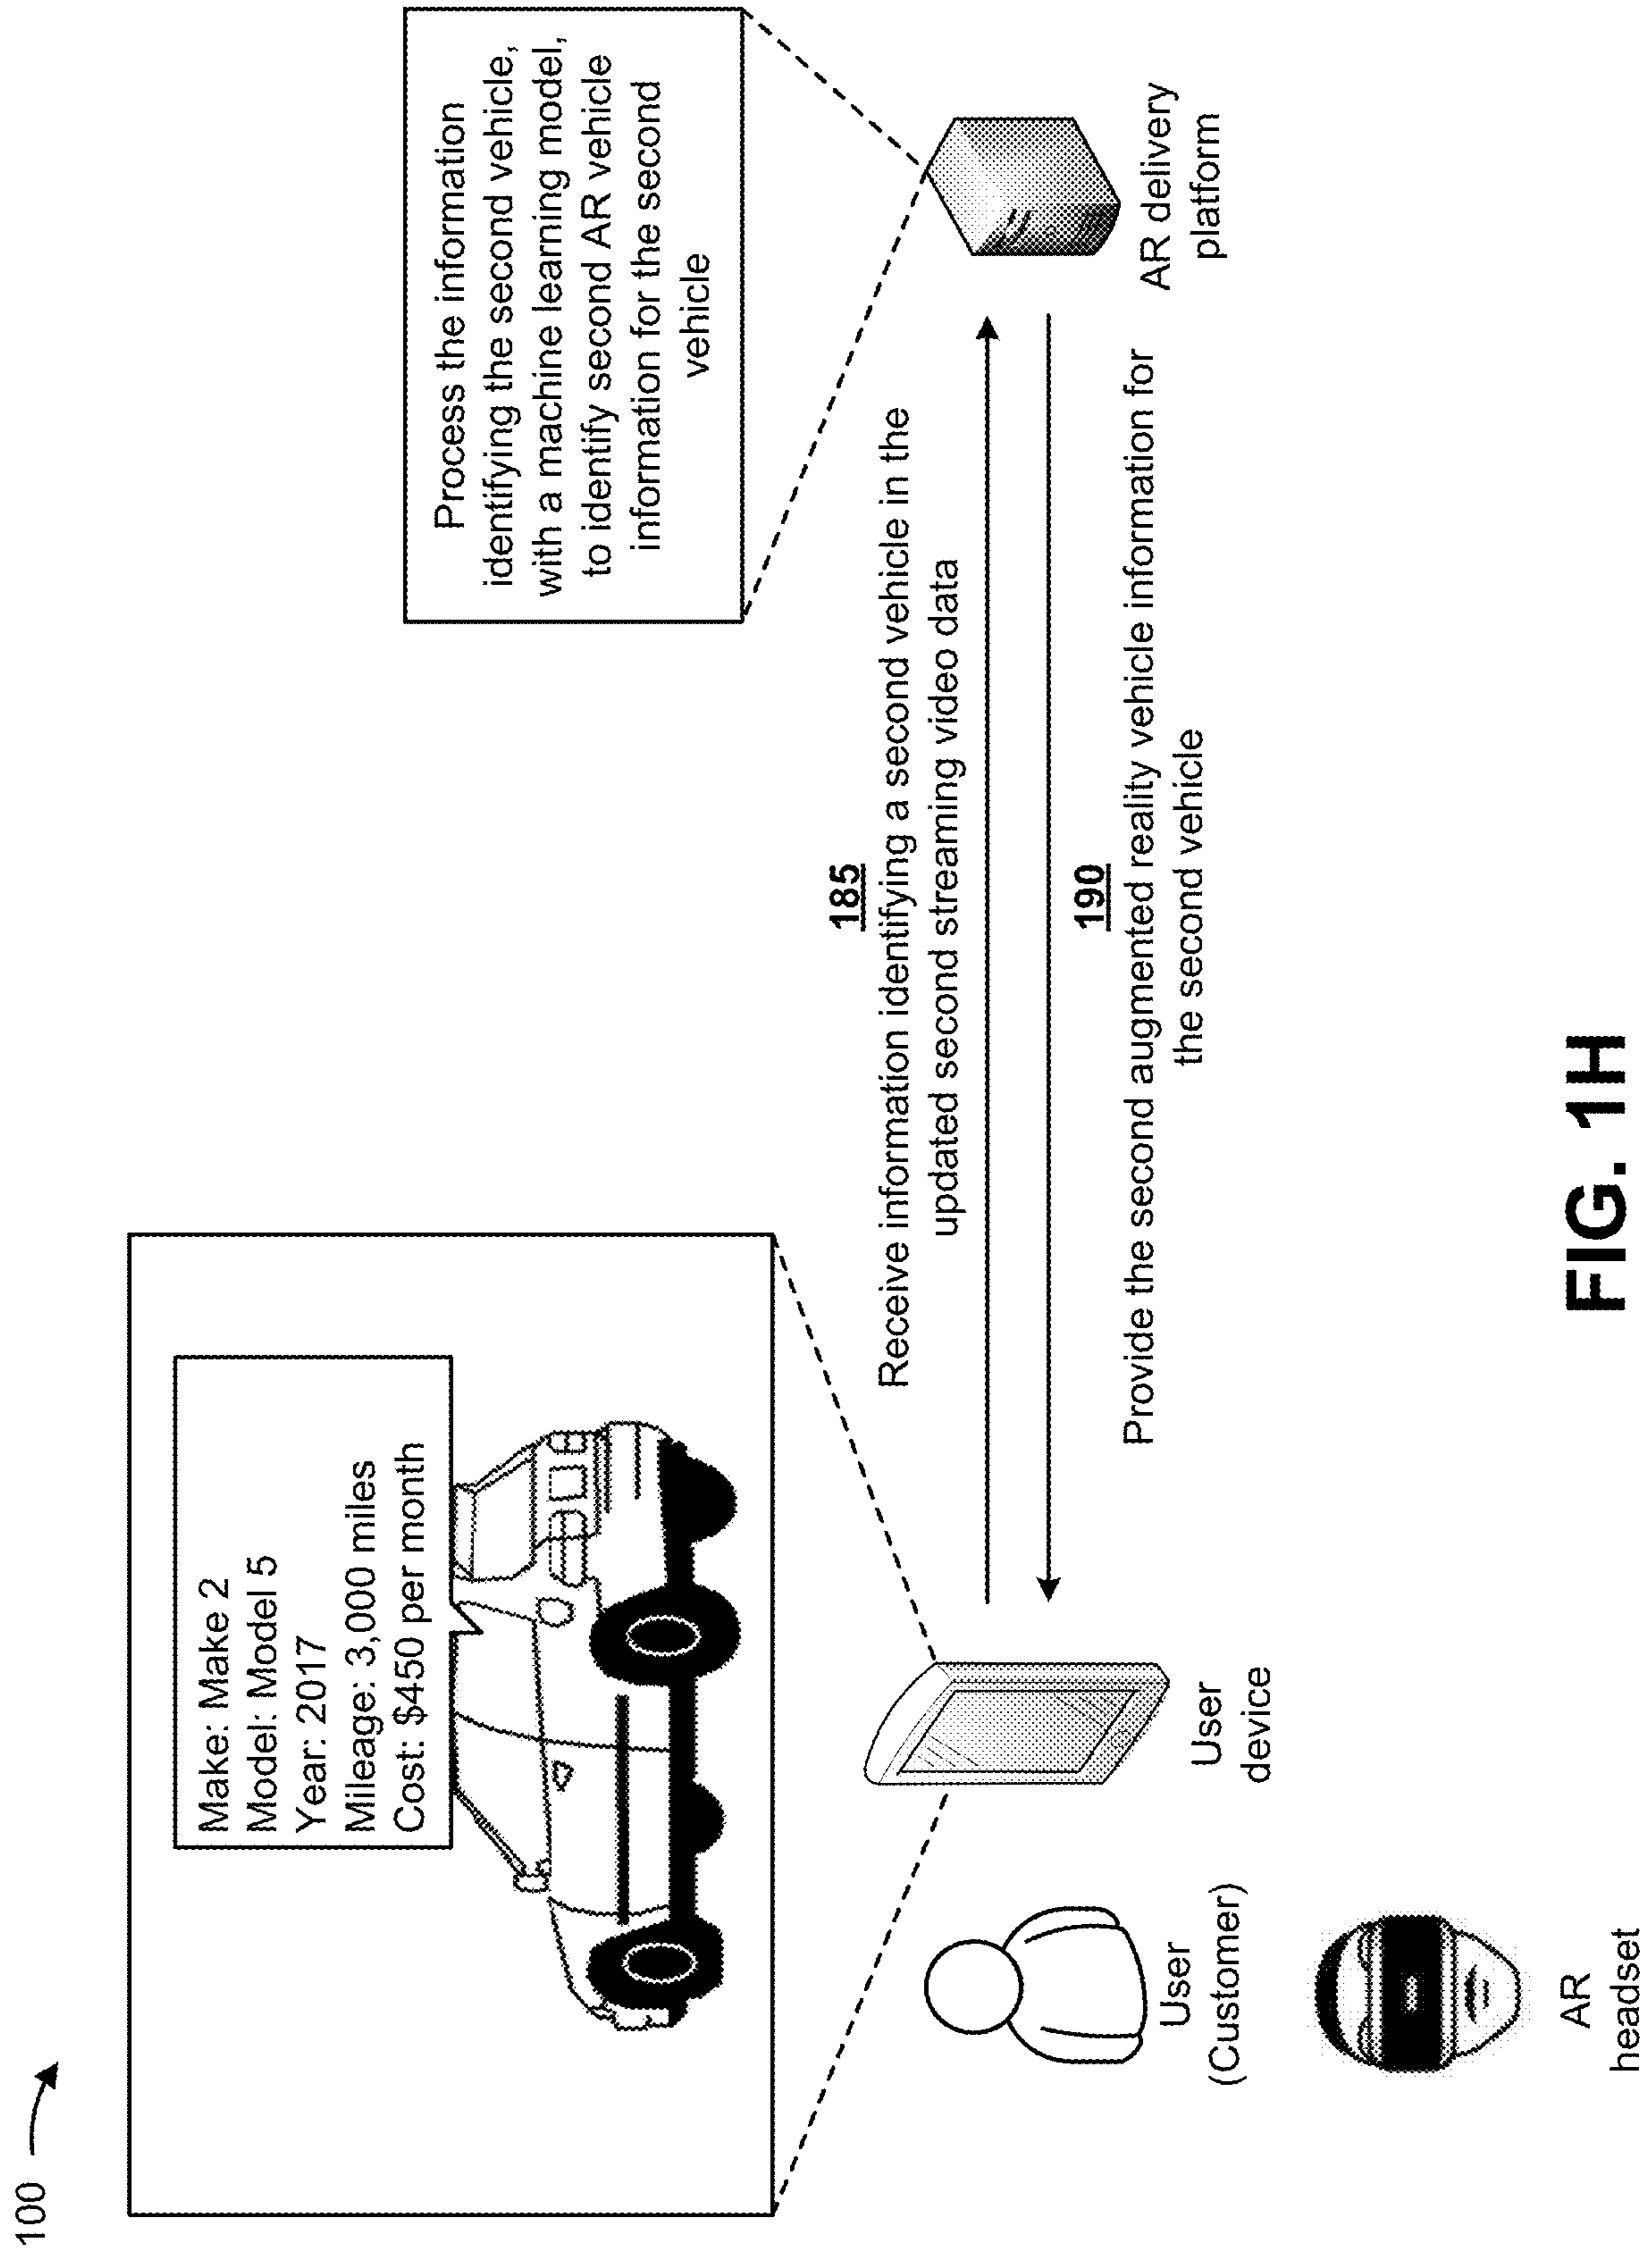 100
Make: Make 2
Model: Model 5
Year: 2017
Mileage: 3,000 miles
Cost: $450 per month
Process the information
identifying the second vehicle,
with a machine learning model,
to identify second AR vehicle
information for the second
vehicle
185
Receive information identifying a second vehicle in the
updated second streaming video data
190
Provide the second augmented reality vehicle information for
the second vehicle
User
(Customer)
User
device
AR delivery
platform
AR
headset
FIG. 1H